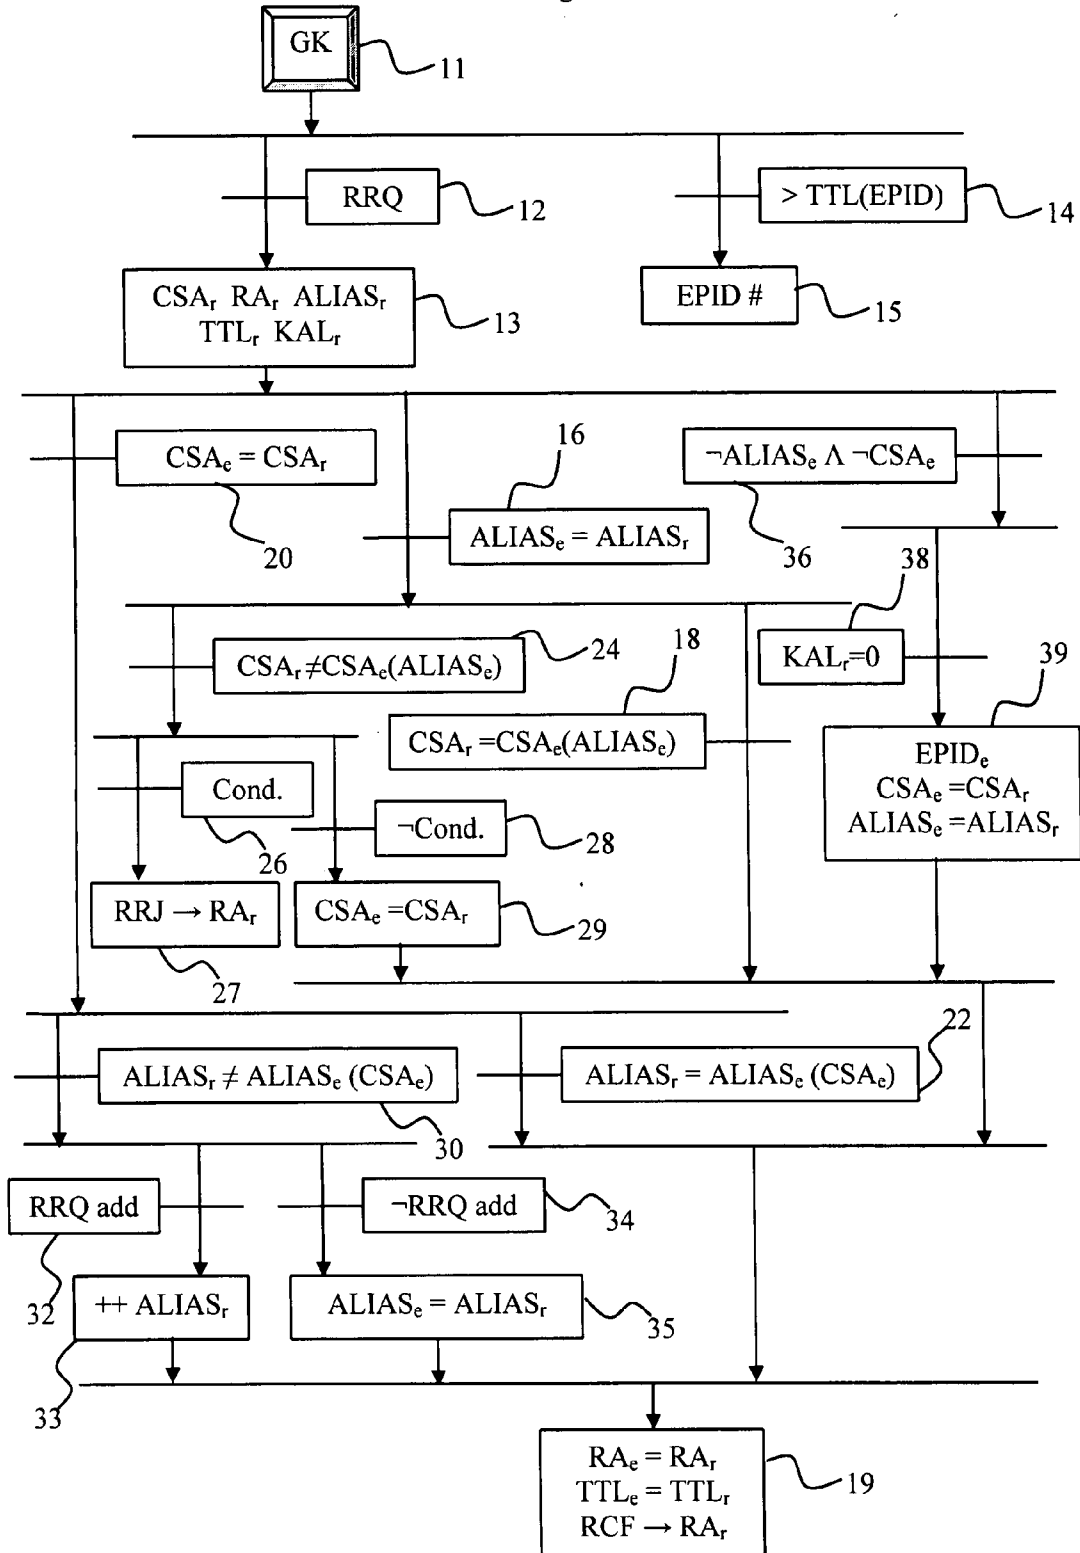 GK
11
RRQ
12
> TTL(EPID)
14
CSAr RAr ALIASr
TTLr KALr
13
EPID #
15
CSAe = CSAr
20
16
ALIASe = ALIASr
¬ALIASe Λ ¬CSAe
36
38
CSAr ≠CSAe(ALIASe)
24
18
KALr=0
39
CSAr =CSAe(ALIASe)
EPIDe
CSAe =CSAr
ALIASe =ALIASr
Cond.
26
¬Cond.
28
RRJ → RAr
27
CSAe =CSAr
29
22
ALIASr ≠ ALIASe (CSAe)
30
ALIASr = ALIASe (CSAe)
RRQ add
32
¬RRQ add
34
++ ALIASr
33
ALIASe = ALIASr
35
RAe = RAr
TTLe = TTLr
RCF → RAr
19